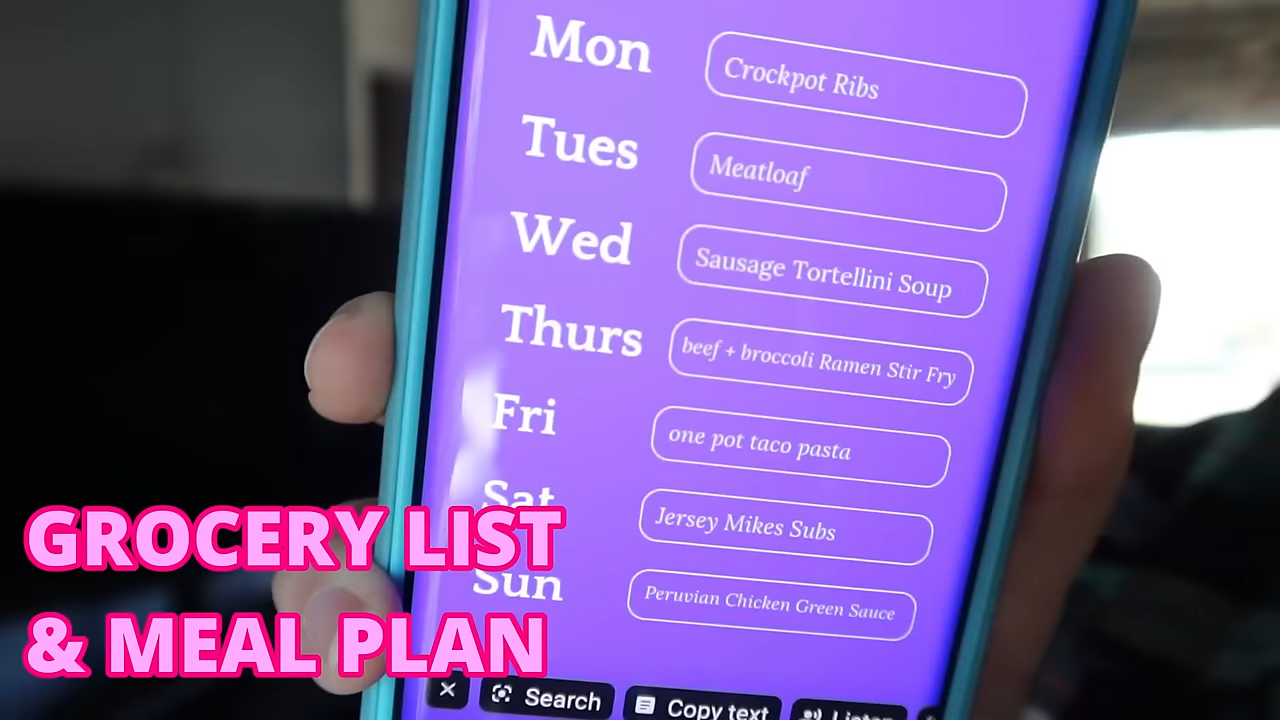 Mon
Crockpot Ribs
Tues
Meatloaf
Wed
Sausage Tortellini Soup
Thurs
beef + broccoli Ramen Stir Fry
Fri
one pot taco pasta
Sat
Jersey Mikes Subs
Sun
Peruvian Chicken Green Sauce
GROCERY LIST
& MEAL PLAN
Search
Copy text